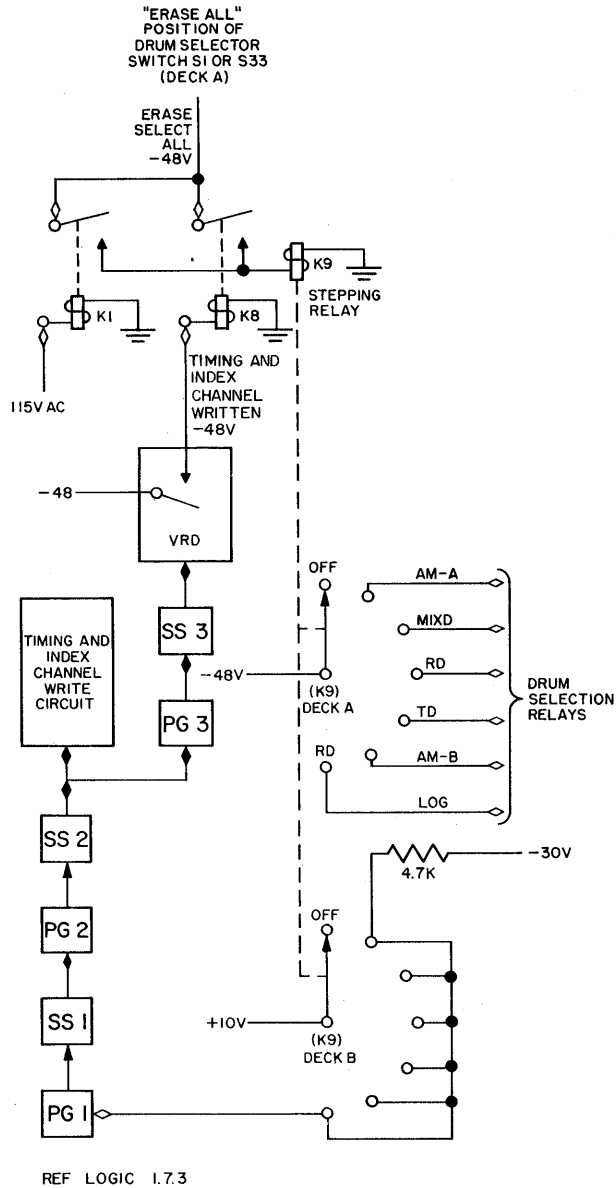 "ERASE ALL"
POSITION OF
DRUM SELECTOR
SWITCH S1 OR S33
(DECK A)
ERASE
SELECT
ALL
-48V
K9
STEPPING
RELAY
K1
K8
115V AC
TIMING AND
INDEX
CHANNEL
WRITTEN
-48V
-48
VRD
OFF
AM-A
SS 3
MIXD
TIMING AND
INDEX
CHANNEL
WRITE
CIRCUIT
-48V
RD
(K9)
DECK A
DRUM
SELECTION
RELAYS
PG 3
TD
RD
AM-B
LOG
SS 2
4.7K
-30V
PG 2
OFF
SS 1
+10V
(K9)
DECK B
PG 1
REF LOGIC 1.7.3